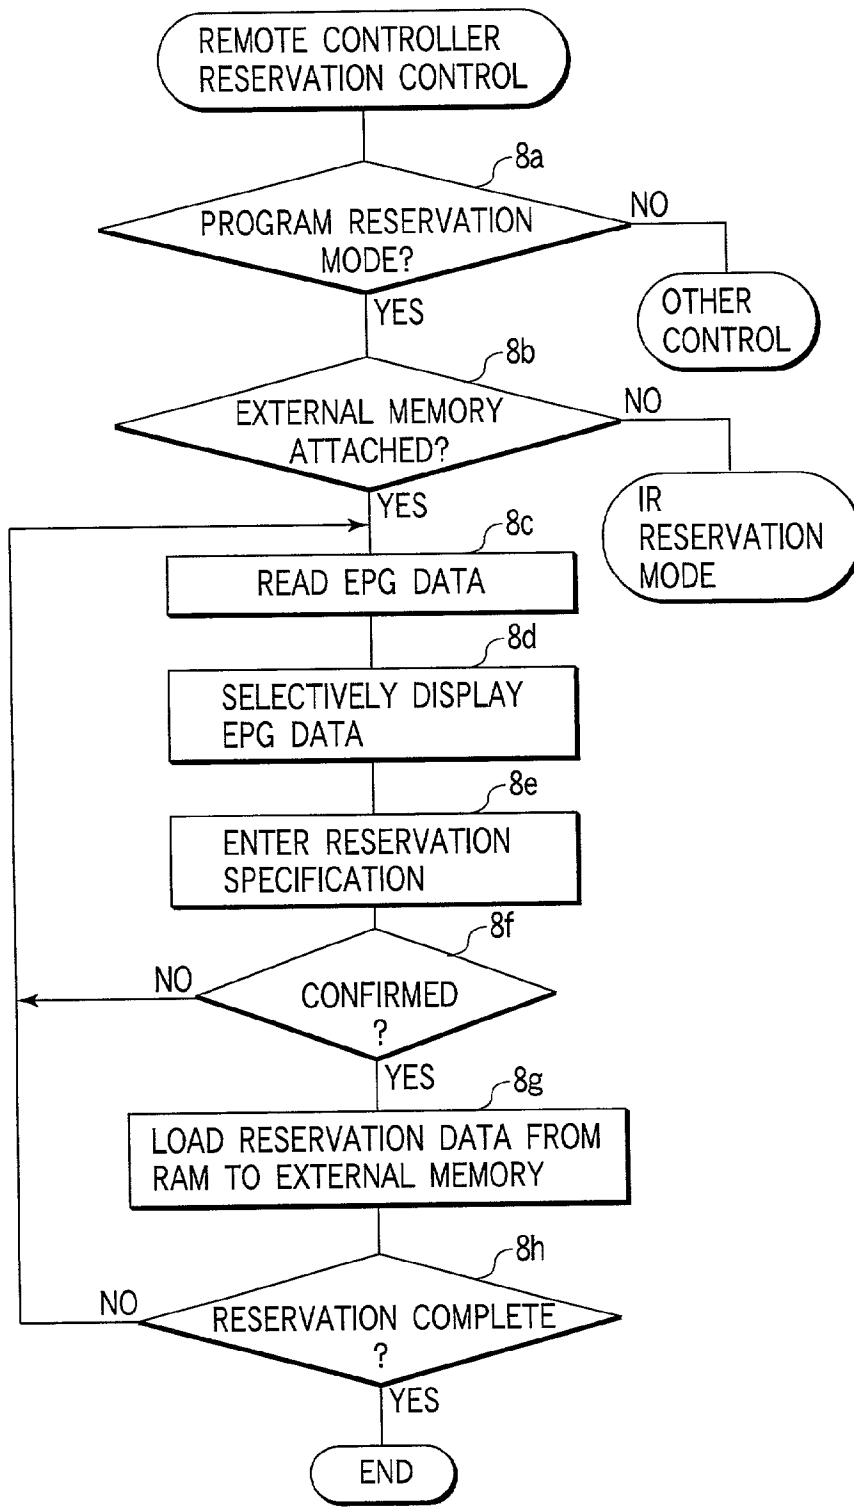 REMOTE CONTROLLER
RESERVATION CONTROL
8a
PROGRAM RESERVATION
MODE?
NO
YES
OTHER
CONTROL
8b
EXTERNAL MEMORY
ATTACHED?
NO
YES
IR
RESERVATION
MODE
8c
READ EPG DATA
8d
SELECTIVELY DISPLAY
EPG DATA
8e
ENTER RESERVATION
SPECIFICATION
8f
NO
CONFIRMED
?
YES
8g
LOAD RESERVATION DATA FROM
RAM TO EXTERNAL MEMORY
8h
NO
RESERVATION COMPLETE
?
YES
END